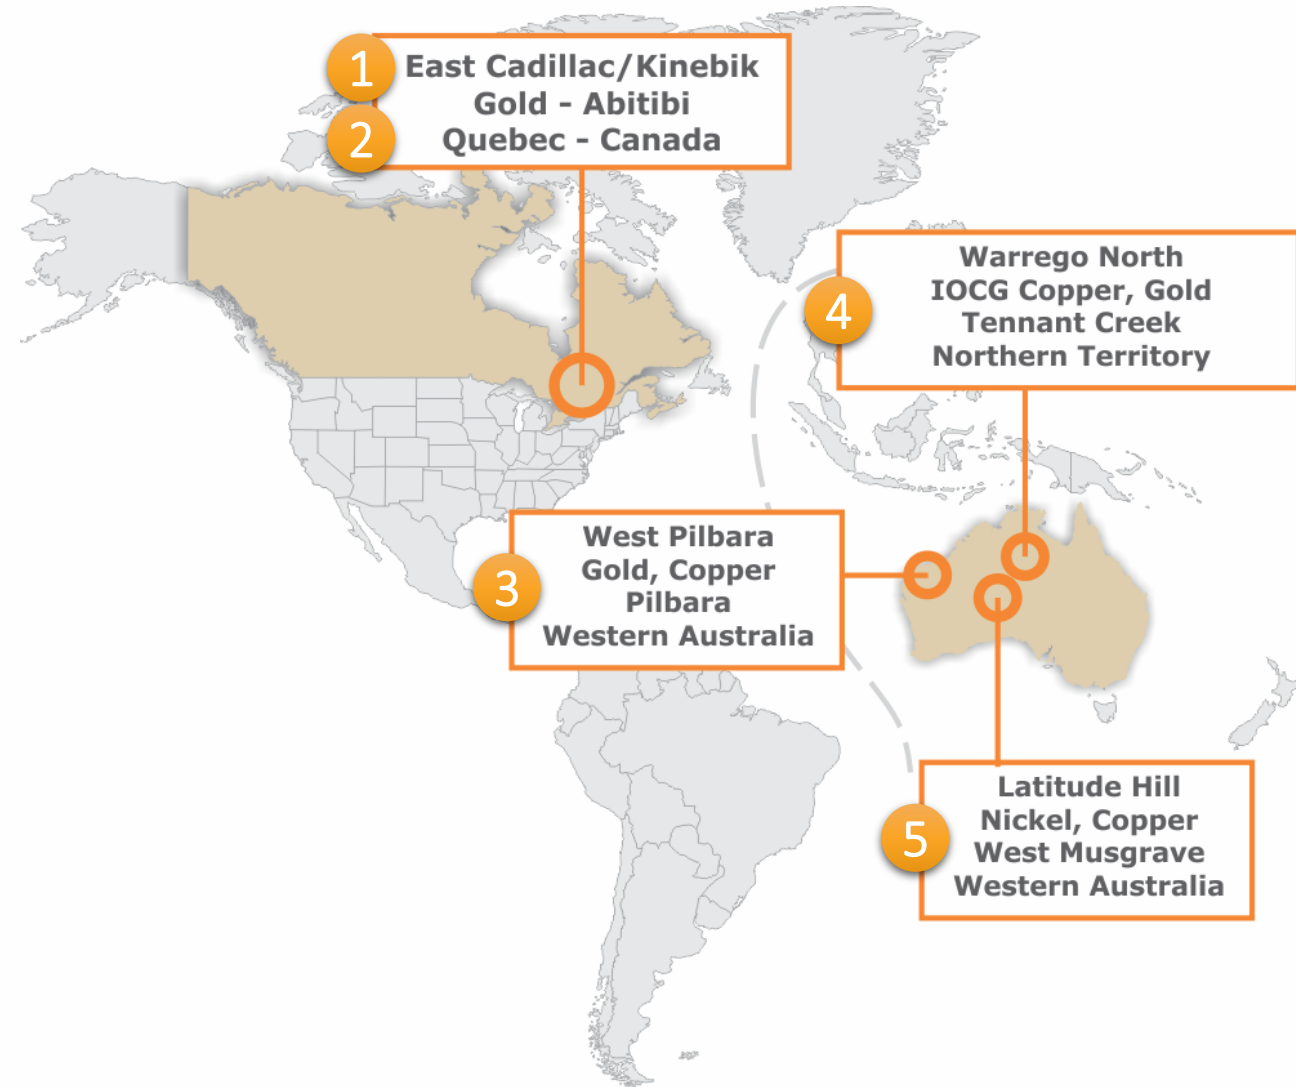 1
East Cadillac/Kinebik
Gold - Abitibi
2
Quebec - Canada
4
Warrego North
IOCG Copper, Gold
Tennant Creek
Northern Territory
3
West Pilbara
Gold, Copper
Pilbara
Western Australia
5
Latitude Hill
Nickel, Copper
West Musgrave
Western Australia